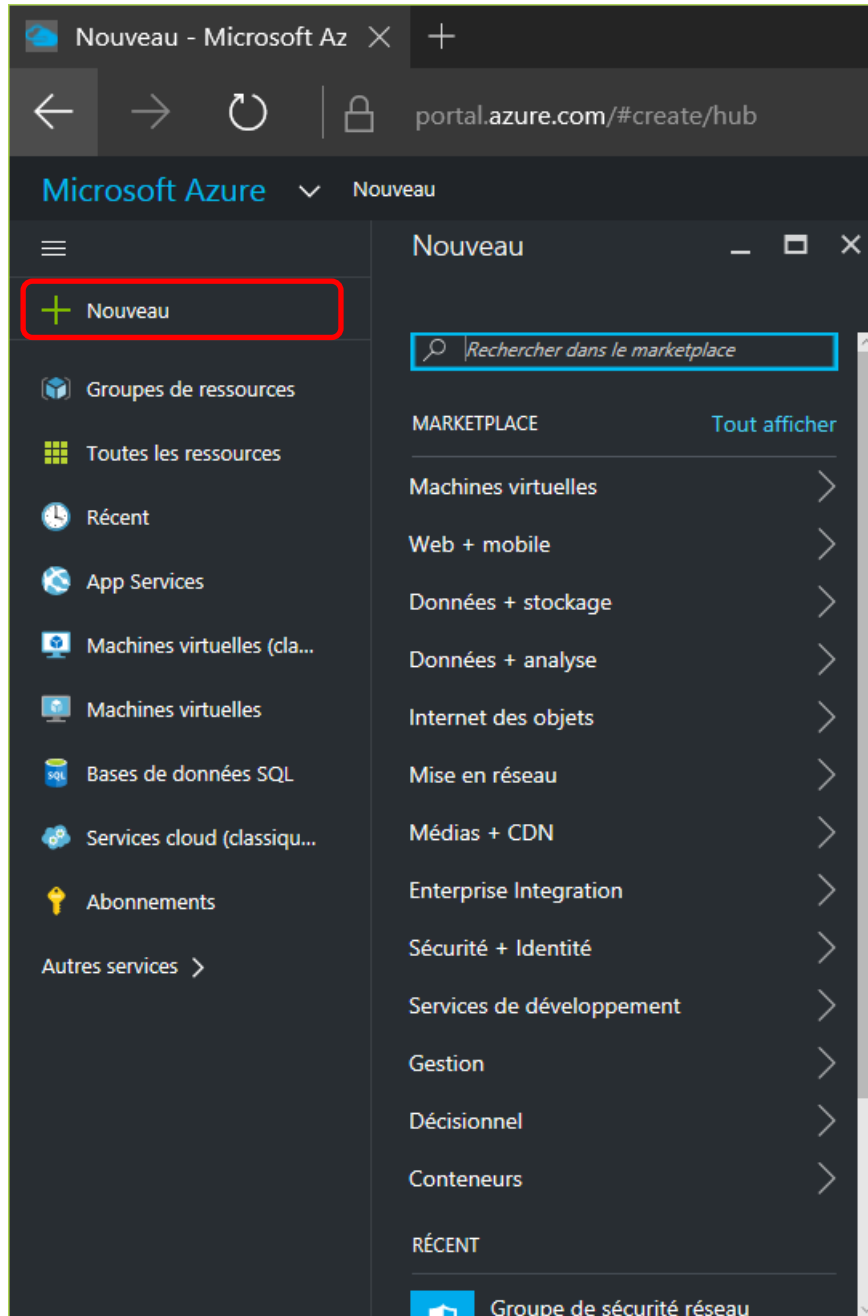 Nouveau - Microsoft Az
portal.azure.com/#create/hub
Microsoft Azure
Nouveau
Nouveau
Groupes de ressources
Toutes les ressources
Récent
App Services
Machines virtuelles (cla...
Machines virtuelles
SQL
Bases de données SQL
Services cloud (classiqu...
Abonnements
Autres services
Nouveau
Rechercher dans le marketplace
MARKETPLACE
Tout afficher
Machines virtuelles
Web + mobile
Données + stockage
Données + analyse
Internet des objets
Mise en réseau
Médias + CDN
Enterprise Integration
Sécurité + Identité
Services de développement
Gestion
Décisionnel
Conteneurs
RÉCENT
Groupe de sécurité réseau